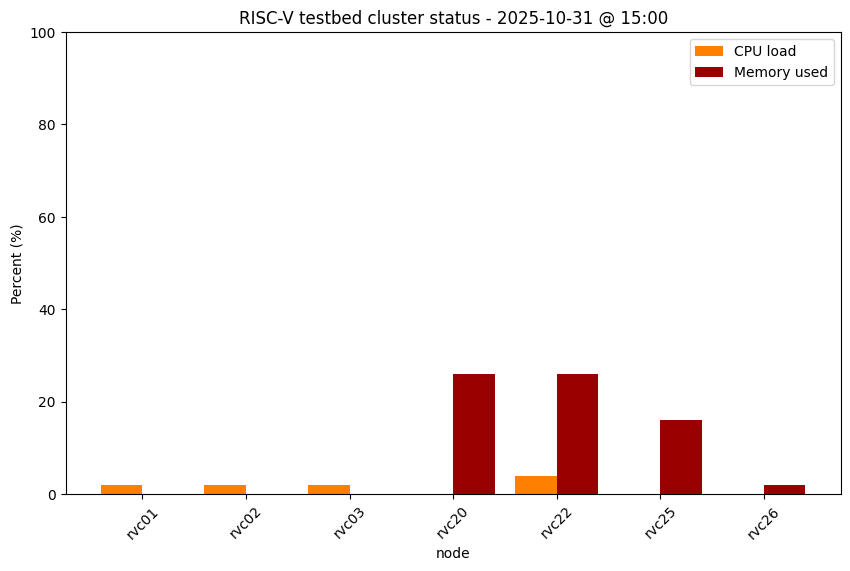 RISC-V testbed cluster status - 2025-10-31 @ 15:00
CPU load
Memory used
Percent (%)
100
80
60
40
20
0
rvc01
rvc02
rvc03
rvc20
rvc22
rvc25
rvc26
node